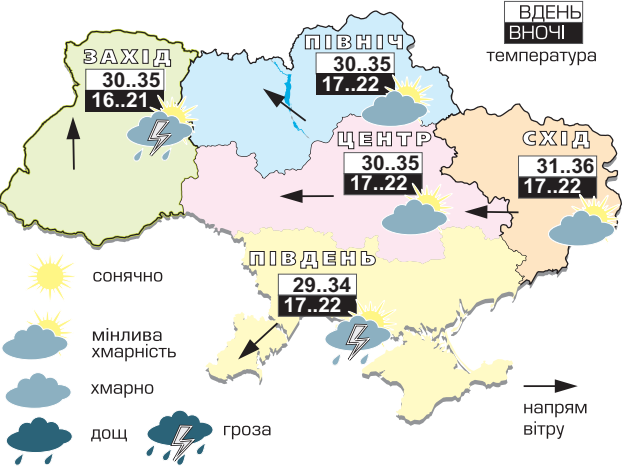 ВДЕНЬ
ВНОЧІ
температура
ЗАХІД
30..35
16..21
ПІВНІЧ
30..35
17..22
ЦЕНТР
30..35
17..22
СХІД
31..36
17..22
ПІВДЕНЬ
29..34
17..22
сонячно
мінлива
хмарність
хмарно
дощ
гроза
напрям
вітру